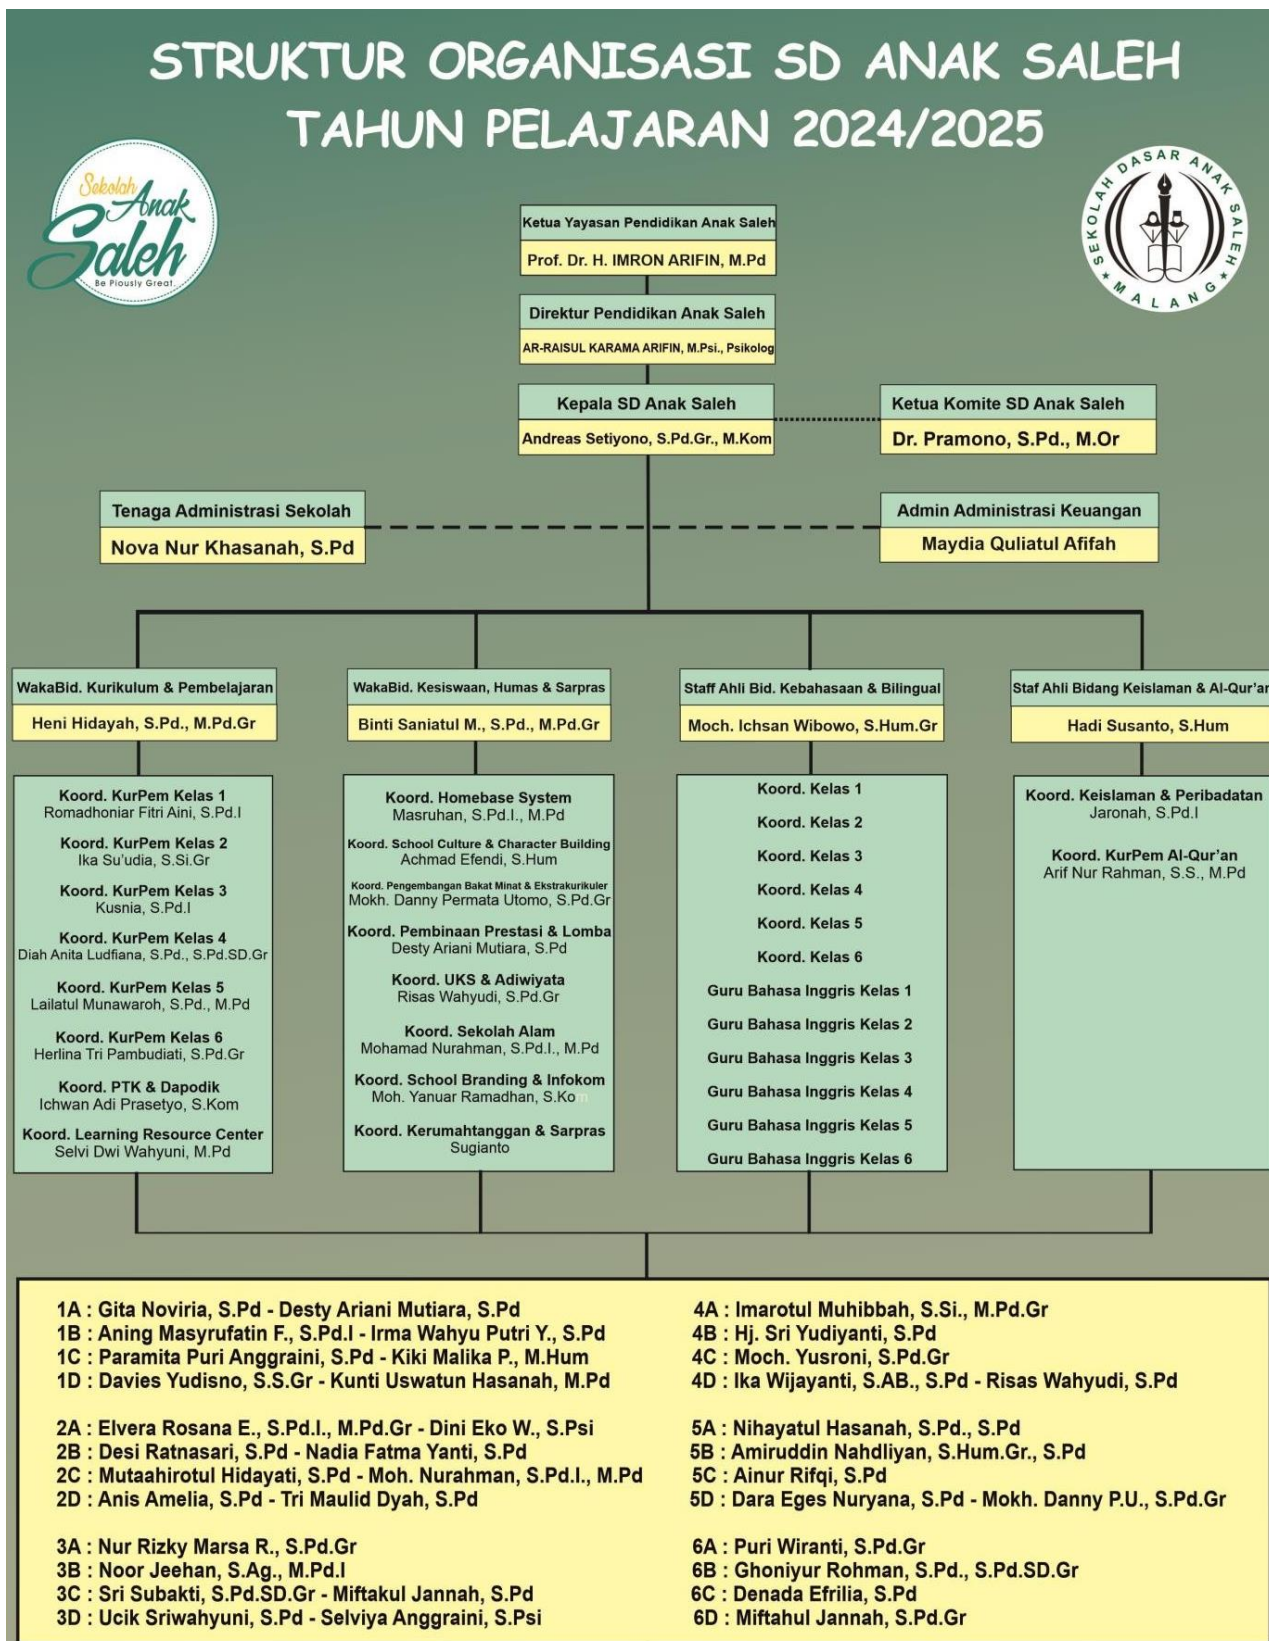 STRUKTUR ORGANISASI SD ANAK SALEH
TAHUN PELAJARAN 2024/2025
Sekolah
Anak
Saleh
Be Piously Great.
SEKOLAH DASAR ANAK SALEH
MALANG
Ketua Yayasan Pendidikan Anak Saleh
Prof. Dr. H. IMRON ARIFIN, M.Pd
Direktur Pendidikan Anak Saleh
AR-RAISUL KARAMA ARIFIN, M.Psi., Psikolog
Kepala SD Anak Saleh
Andreas Setiyono, S.Pd.Gr., M.Kom
Ketua Komite SD Anak Saleh
Dr. Pramono, S.Pd., M.Or
Tenaga Administrasi Sekolah
Nova Nur Khasanah, S.Pd
Admin Administrasi Keuangan
Maydia Quliatul Afifah
WakaBid. Kurikulum & Pembelajaran
Heni Hidayah, S.Pd., M.Pd.Gr
Koord. KurPem Kelas 1
Romadhoniar Fitri Aini, S.Pd.I
Koord. KurPem Kelas 2
Ika Su'udia, S.Si.Gr
Koord. KurPem Kelas 3
Kusnia, S.Pd.I
Koord. KurPem Kelas 4
Diah Anita Ludfiana, S.Pd., S.Pd.SD.Gr
Koord. KurPem Kelas 5
Lailatul Munawaroh, S.Pd., M.Pd
Koord. KurPem Kelas 6
Herlina Tri Pambudiati, S.Pd.Gr
Koord. PTK & Dapodik
Ichwan Adi Prasetyo, S.Kom
Koord. Learning Resource Center
Selvi Dwi Wahyuni, M.Pd
WakaBid. Kesiswaan, Humas & Sarpras
Binti Saniatul M., S.Pd., M.Pd.Gr
Koord. Homebase System
Masruhan, S.Pd.I., M.Pd
Koord. School Culture & Character Building
Achmad Efendi, S.Hum
Koord. Pengembangan Bakat Minat & Ekstrakurikuler
Mokh. Danny Permata Utomo, S.Pd.Gr
Koord. Pembinaan Prestasi & Lomba
Desty Ariani Mutiara, S.Pd
Koord. UKS & Adiwiyata
Risas Wahyudi, S.Pd.Gr
Koord. Sekolah Alam
Mohamad Nurahman, S.Pd.I., M.Pd
Koord. School Branding & Infokom
Moh. Yanuar Ramadhan, S.Kom
Koord. Kerumahtanggan & Sarpras
Sugianto
Staff Ahli Bid. Kebahasaan & Bilingual
Moch. Ichsan Wibowo, S.Hum.Gr
Koord. Kelas 1
Koord. Kelas 2
Koord. Kelas 3
Koord. Kelas 4
Koord. Kelas 5
Koord. Kelas 6
Guru Bahasa Inggris Kelas 1
Guru Bahasa Inggris Kelas 2
Guru Bahasa Inggris Kelas 3
Guru Bahasa Inggris Kelas 4
Guru Bahasa Inggris Kelas 5
Guru Bahasa Inggris Kelas 6
Staf Ahli Bidang Keislaman & Al-Qur'an
Hadi Susanto, S.Hum
Koord. Keislaman & Peribadatan
Jaronah, S.Pd.I
Koord. KurPem Al-Qur'an
Arif Nur Rahman, S.S., M.Pd
1A : Gita Noviria, S.Pd - Desty Ariani Mutiara, S.Pd
1B : Aning Masyrufatin F., S.Pd.I - Irma Wahyu Putri Y., S.Pd
1C : Paramita Puri Anggraini, S.Pd - Kiki Malika P., M.Hum
1D : Davies Yudisno, S.S.Gr - Kunti Uswatun Hasanah, M.Pd
2A : Elvera Rosana E., S.Pd.I., M.Pd.Gr - Dini Eko W., S.Psi
2B : Desi Ratnasari, S.Pd - Nadia Fatma Yanti, S.Pd
2C : Mutaahirotul Hidayati, S.Pd - Moh. Nurahman, S.Pd.I., M.Pd
2D : Anis Amelia, S.Pd - Tri Maulid Dyah, S.Pd
3A : Nur Rizky Marsa R., S.Pd.Gr
3B : Noor Jeehan, S.Ag., M.Pd.I
3C : Sri Subakti, S.Pd.SD.Gr - Miftakul Jannah, S.Pd
3D : Ucik Sriwahyuni, S.Pd - Selviya Anggraini, S.Psi
4A : Imarotul Muhibbah, S.Si., M.Pd.Gr
4B : Hj. Sri Yudiyanti, S.Pd
4C : Moch. Yusroni, S.Pd.Gr
4D : Ika Wijayanti, S.AB., S.Pd - Risas Wahyudi, S.Pd
5A : Nihayatul Hasanah, S.Pd., S.Pd
5B : Amiruddin Nahdliyan, S.Hum.Gr., S.Pd
5C : Ainur Rifqi, S.Pd
5D : Dara Eges Nuryana, S.Pd - Mokh. Danny P.U., S.Pd.Gr
6A : Puri Wiranti, S.Pd.Gr
6B : Ghoniyur Rohman, S.Pd., S.Pd.SD.Gr
6C : Denada Efrilia, S.Pd
6D : Miftahul Jannah, S.Pd.Gr